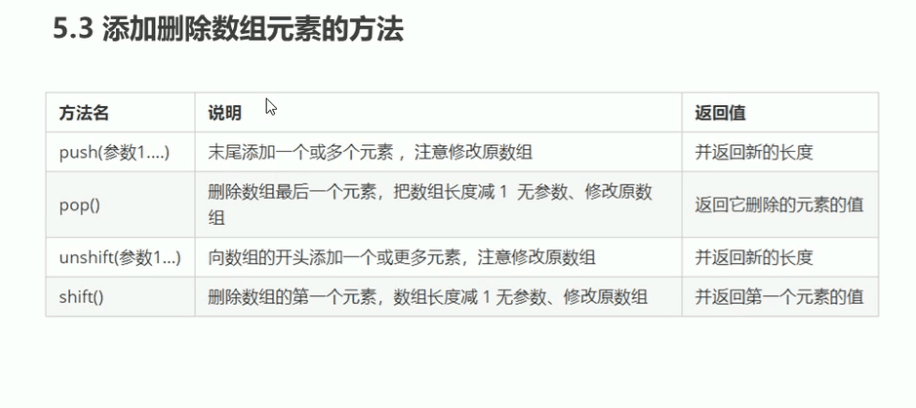 5.3 添加删除数组元素的方法
方法名 说明 返回值
push(参数1....) 末尾添加一个或多个元素 ，注意修改原数组 并返回新的长度
pop() 删除数组最后一个元素，把数组长度减 1 无参数、修改原数
组 返回它删除的元素的值
unshift(参数1...) 向数组的开头添加一个或更多元素，注意修改原数组 并返回新的长度
shift() 删除数组的第一个元素，数组长度减 1 无参数、修改原数组 并返回第一个元素的值